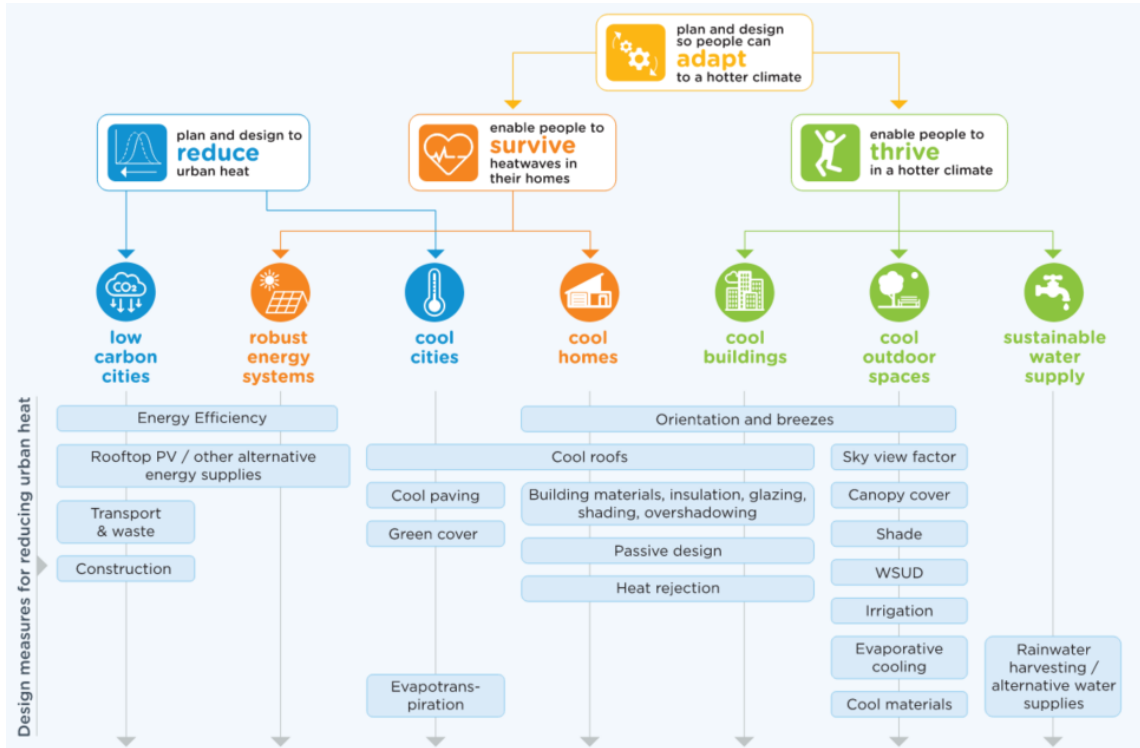 plan and design
so people can
adapt
to a hotter climate
plan and design to
reduce
urban heat
enable people to
survive
heatwaves in
their homes
enable people to
thrive
in a hotter climate
CO₂
low
carbon
cities
robust
energy
systems
cool
cities
cool
homes
cool
buildings
cool
outdoor
spaces
sustainable
water
supply
Design measures for reducing urban heat
Energy Efficiency
Orientation and breezes
Rooftop PV / other alternative
energy supplies
Cool roofs
Sky view factor
Transport
& waste
Cool paving
Building materials, insulation, glazing,
shading, overshadowing
Canopy cover
Green cover
Shade
Construction
Passive design
WSUD
Heat rejection
Irrigation
Evaporative
cooling
Rainwater
harvesting /
alternative water
supplies
Evapotrans-
piration
Cool materials